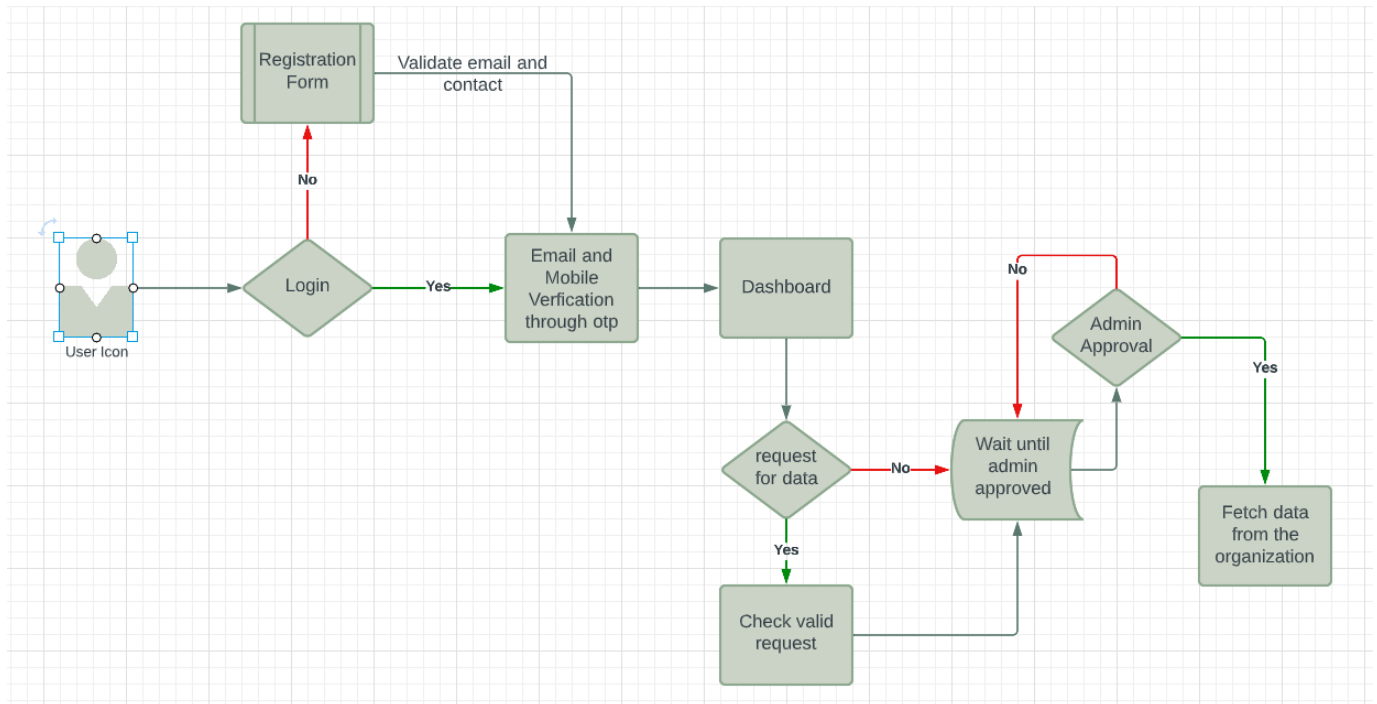 Registration
Form
Validate email and
contact
No
User Icon
Login
Yes
Email and
Mobile
Verfication
through otp
Dashboard
No
Admin
Approval
Yes
request
for data
No
Wait until
admin
approved
Yes
Fetch data
from the
organization
Check valid
request